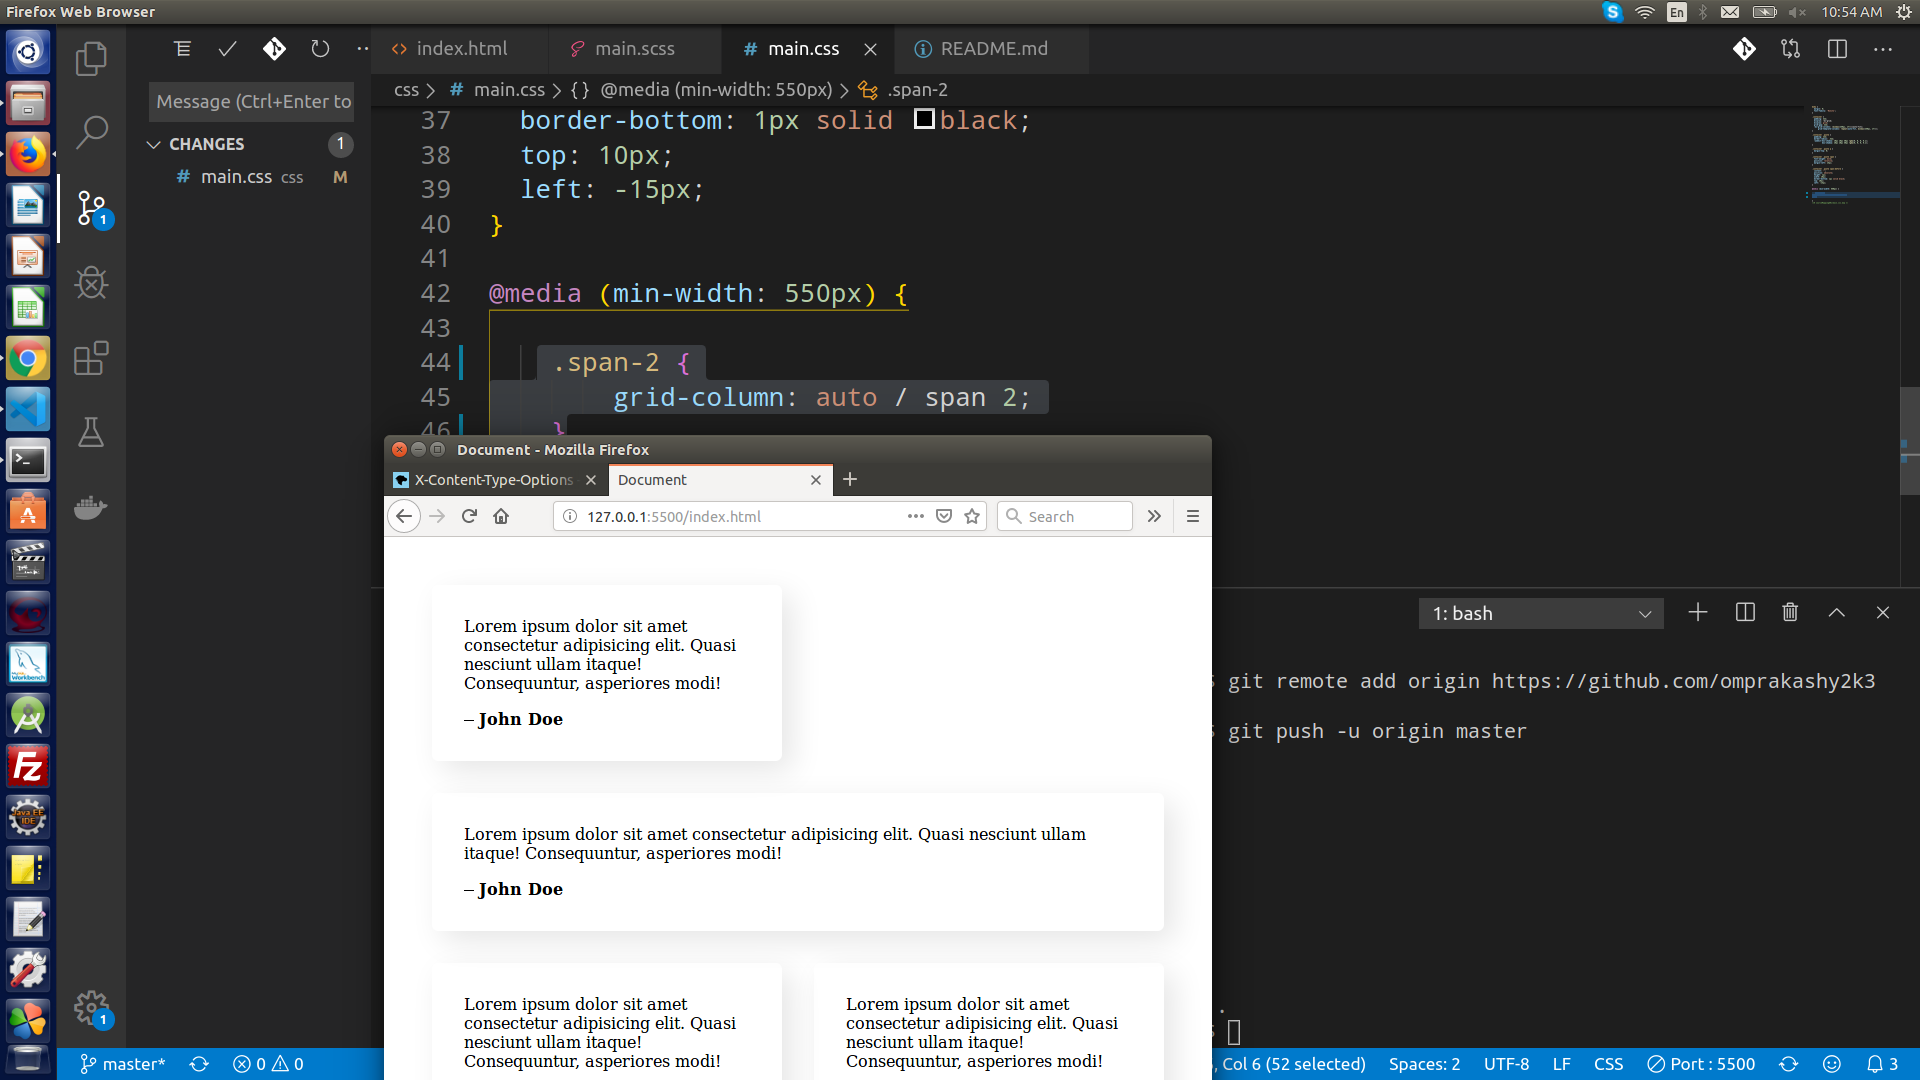 Firefox Web Browser
En
10:54 AM
index.html
main.scss
main.css
README.md
Message (Ctrl+Enter to
css > # main.css > {} @media (min-width: 550px) > .span-2
CHANGES
1
# main.css css M
1
37 border-bottom: 1px solid black;
38 top: 10px;
39 left: -15px;
40 }
41
42 @media (min-width: 550px) {
43
44 .span-2 {
45 grid-column: auto / span 2;
46 }
Document - Mozilla Firefox
X-Content-Type-Options
Document
127.0.0.1:5500/index.html
Search
Lorem ipsum dolor sit amet
consectetur adipisicing elit. Quasi
nesciunt ullam itaque!
Consequuntur, asperiores modi!
– John Doe
Lorem ipsum dolor sit amet consectetur adipisicing elit. Quasi nesciunt ullam
itaque! Consequuntur, asperiores modi!
– John Doe
Lorem ipsum dolor sit amet
consectetur adipisicing elit. Quasi
nesciunt ullam itaque!
Consequuntur, asperiores modi!
Lorem ipsum dolor sit amet
consectetur adipisicing elit. Quasi
nesciunt ullam itaque!
Consequuntur, asperiores modi!
1: bash
$ git remote add origin https://github.com/omprakashy2k3
$ git push -u origin master
.
$
1
master*
0
0
, Col 6 (52 selected)
Spaces: 2
UTF-8
LF
CSS
Port : 5500
3